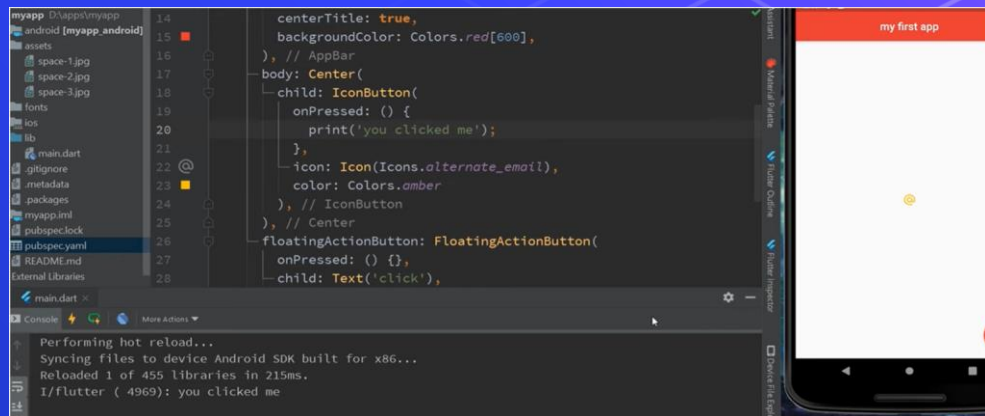 myapp D:\apps\myapp
android [myapp_android]
assets
space-1.jpg
space-2.jpg
space-3.jpg
fonts
ios
lib
main.dart
.gitignore
.metadata
.packages
myapp.iml
pubspec.lock
pubspec.yaml
README.md
External Libraries
14 centerTitle: true,
15 backgroundColor: Colors.red[600],
16 ), // AppBar
17 body: Center(
18 child: IconButton(
19 onPressed: () {
20 print('you clicked me');
21 },
22 @ icon: Icon(Icons.alternate_email),
23 color: Colors.amber
24 ), // IconButton
25 ), // Center
26 floatingActionButton: FloatingActionButton(
27 onPressed: () {},
28 child: Text('click'),
Assistant
Material Palette
Flutter Outline
Flutter Inspector
Device File Explo
my first app
@
main.dart
Console
More Actions
Performing hot reload...
Syncing files to device Android SDK built for x86...
Reloaded 1 of 455 libraries in 215ms.
I/flutter ( 4969): you clicked me